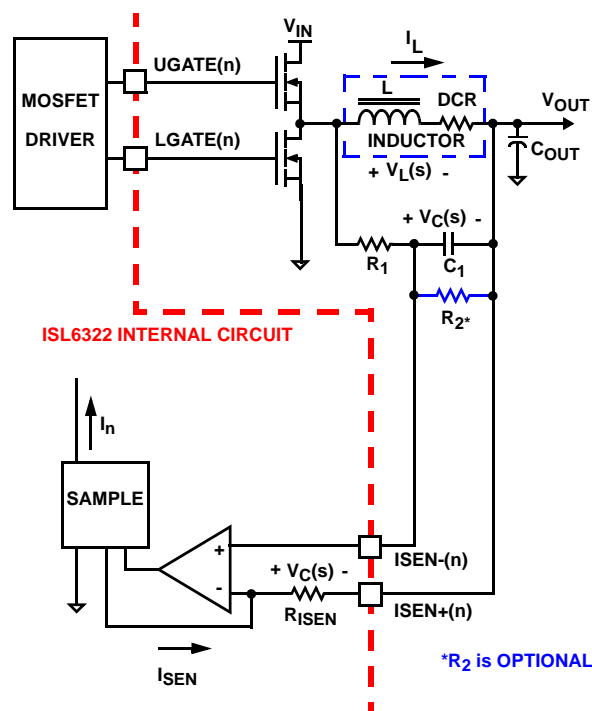 V_IN
I_L
UGATE(n)
L
DCR
V_OUT
MOSFET
DRIVER
LGATE(n)
INDUCTOR
C_OUT
+ V_L(s) -
+ V_C(s) -
R_1
C_1
R_2*
ISL6322 INTERNAL CIRCUIT
I_n
SAMPLE
+
-
ISEN-(n)
+ V_C(s) -
R_ISEN
ISEN+(n)
I_SEN
*R_2 is OPTIONAL